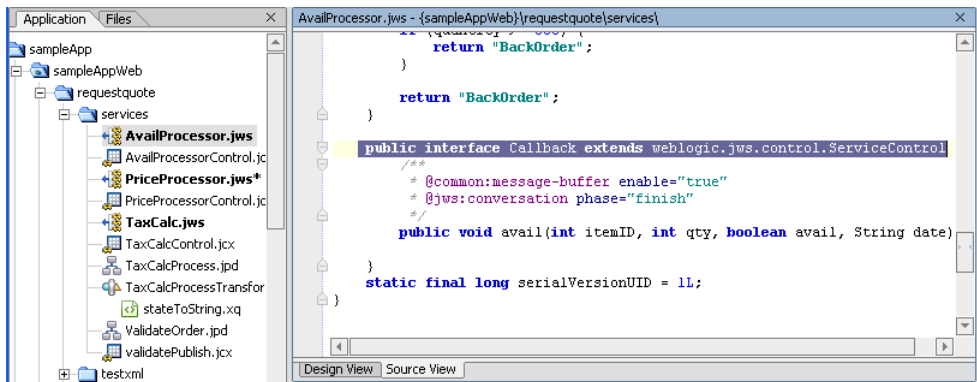 Application Files
sampleApp
sampleAppWeb
requestquote
services
AvailProcessor.jws
AvailProcessorControl.jc
PriceProcessor.jws*
PriceProcessorControl.jc
TaxCalc.jws
TaxCalcControl.jcx
TaxCalcProcess.jpd
TaxCalcProcessTransfor
stateToString.xq
ValidateOrder.jpd
validatePublish.jcx
testxml
AvailProcessor.jws - {sampleAppWeb}\requestquote\services\
return "BackOrder";
}
return "BackOrder";
}
public interface Callback extends weblogic.jws.control.ServiceControl
/**
* @common:message-buffer enable="true"
* @jws:conversation phase="finish"
*/
public void avail(int itemID, int qty, boolean avail, String date)
}
static final long serialVersionUID = 1L;
}
Design View Source View